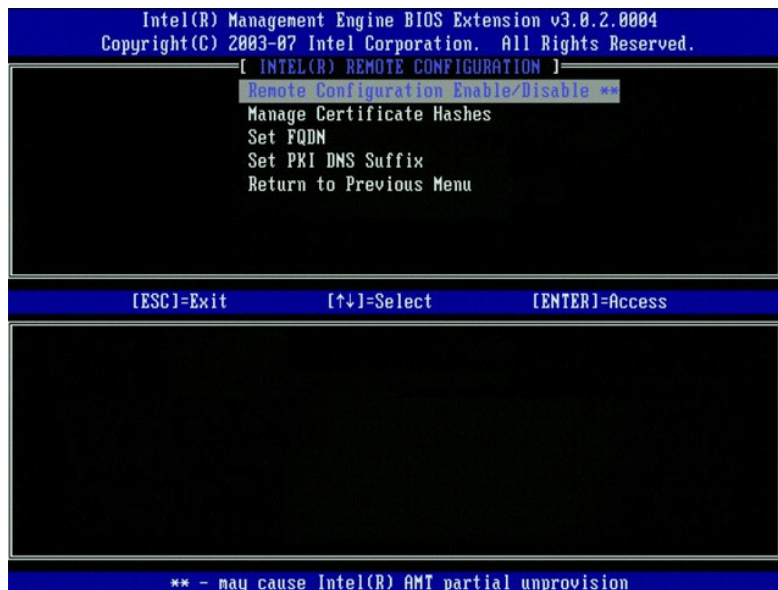 Intel(R) Management Engine BIOS Extension v3.0.2.0004
Copyright(C) 2003-07 Intel Corporation. All Rights Reserved.
[ INTEL(R) REMOTE CONFIGURATION ]
Remote Configuration Enable/Disable **
Manage Certificate Hashes
Set FQDN
Set PKI DNS Suffix
Return to Previous Menu
[ESC]=Exit [↑↓]=Select [ENTER]=Access
** - may cause Intel(R) AMT partial unprovision